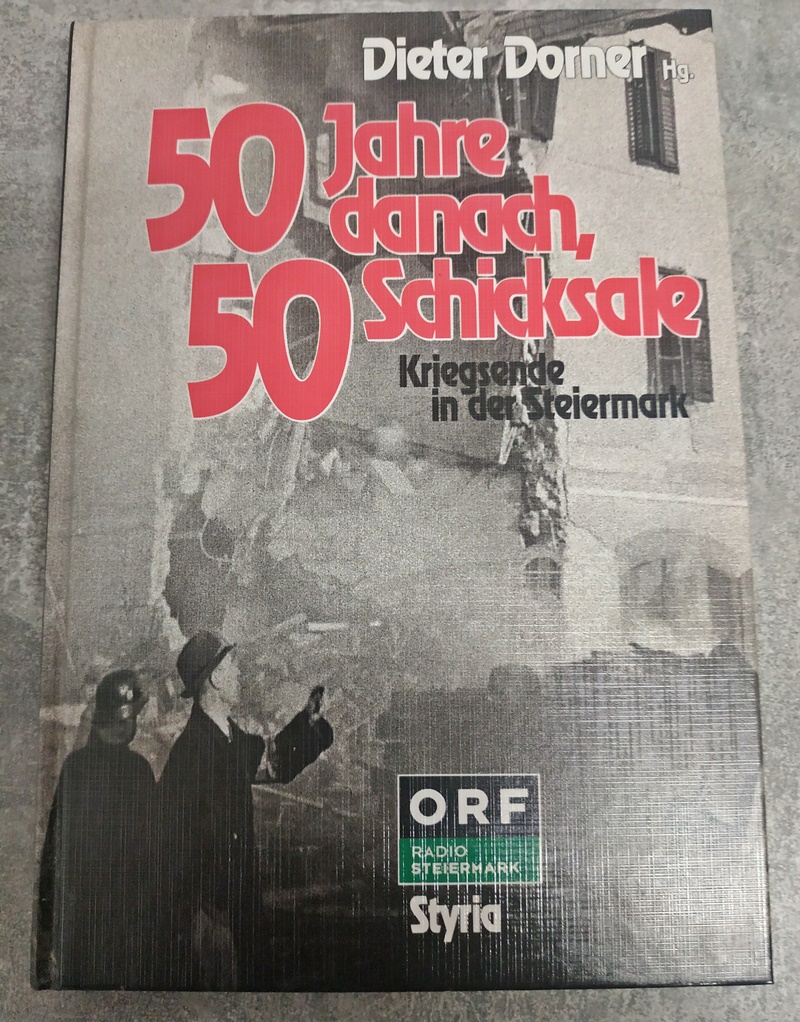 Dieter Dorner Hg.
50 Jahre
danach,
50 Schicksale
Kriegsende
in der Steiermark
ORF
RADIO
STEIERMARK
Styria